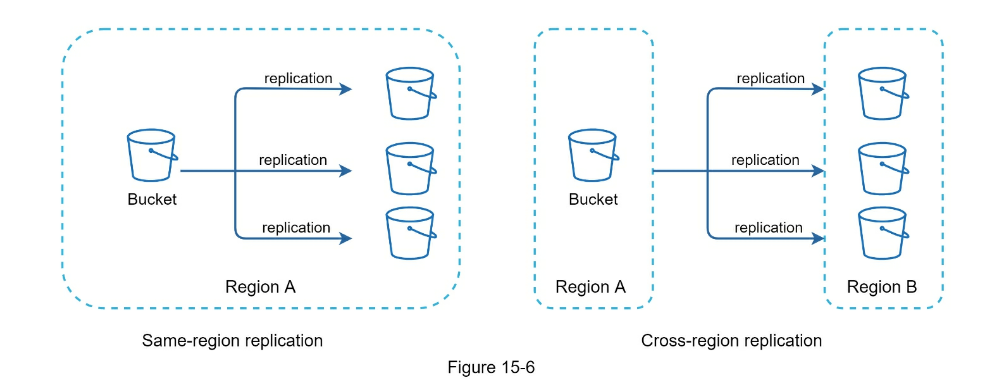 replication
replication
Bucket
replication
Region A
Same-region replication
replication
replication
Bucket
replication
Region A
Region B
Cross-region replication
Figure 15-6